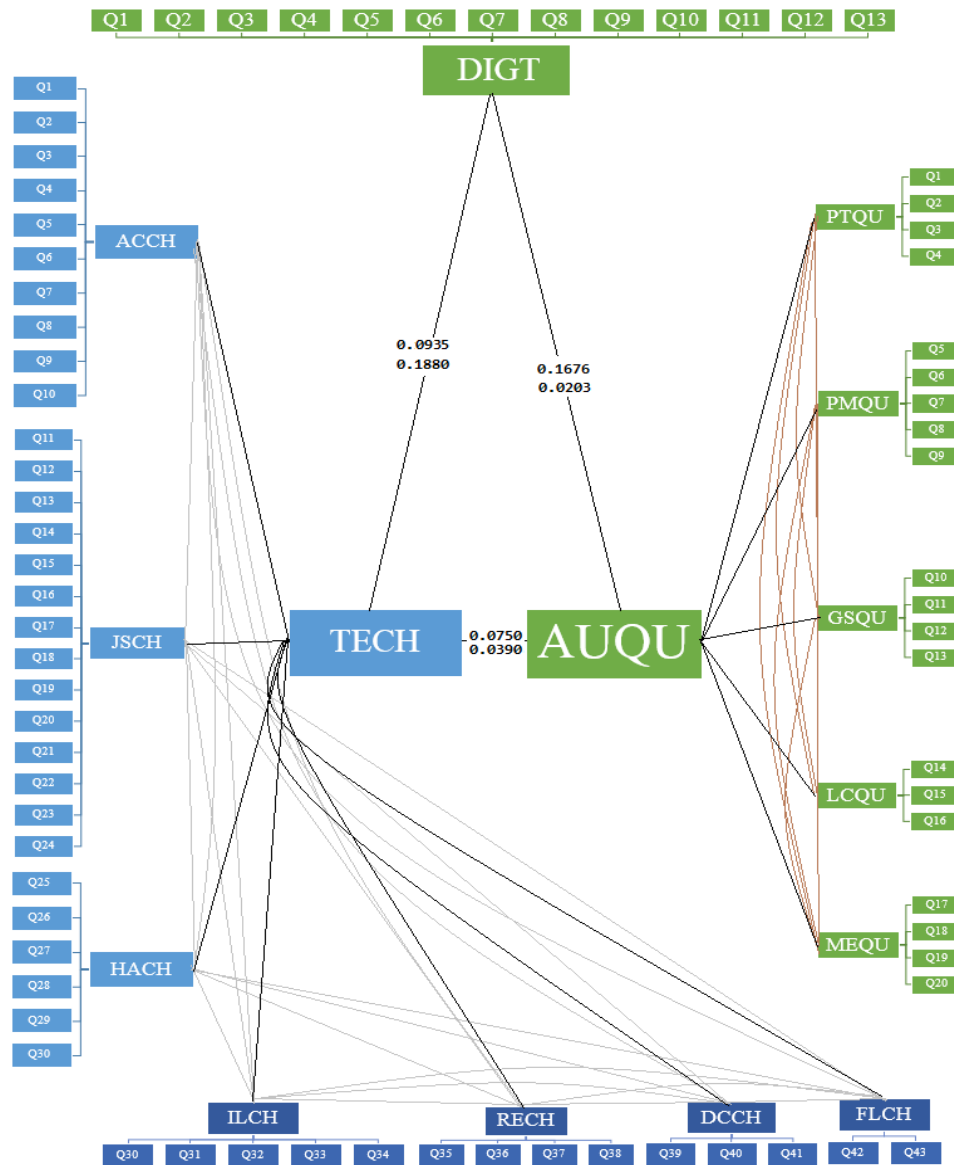 Q1 Q2 Q3 Q4 Q5 Q6 Q7 Q8 Q9 Q10 Q11 Q12 Q13
DIGT
Q1
Q2
Q3
Q4
Q5
Q6
Q7
Q8
Q9
Q10
ACCH
Q11
Q12
Q13
Q14
Q15
Q16
Q17
Q18
Q19
Q20
Q21
Q22
Q23
Q24
JSCH
Q25
Q26
Q27
Q28
Q29
Q30
HACH
0.0935
0.1880
0.1676
0.0203
TECH
0.0750
0.0390
AUQU
PTQU
Q1
Q2
Q3
Q4
PMQU
Q5
Q6
Q7
Q8
Q9
GSQU
Q10
Q11
Q12
Q13
LCQU
Q14
Q15
Q16
MEQU
Q17
Q18
Q19
Q20
ILCH RECH DCCH FLCH
Q30 Q31 Q32 Q33 Q34 Q35 Q36 Q37 Q38 Q39 Q40 Q41 Q42 Q43